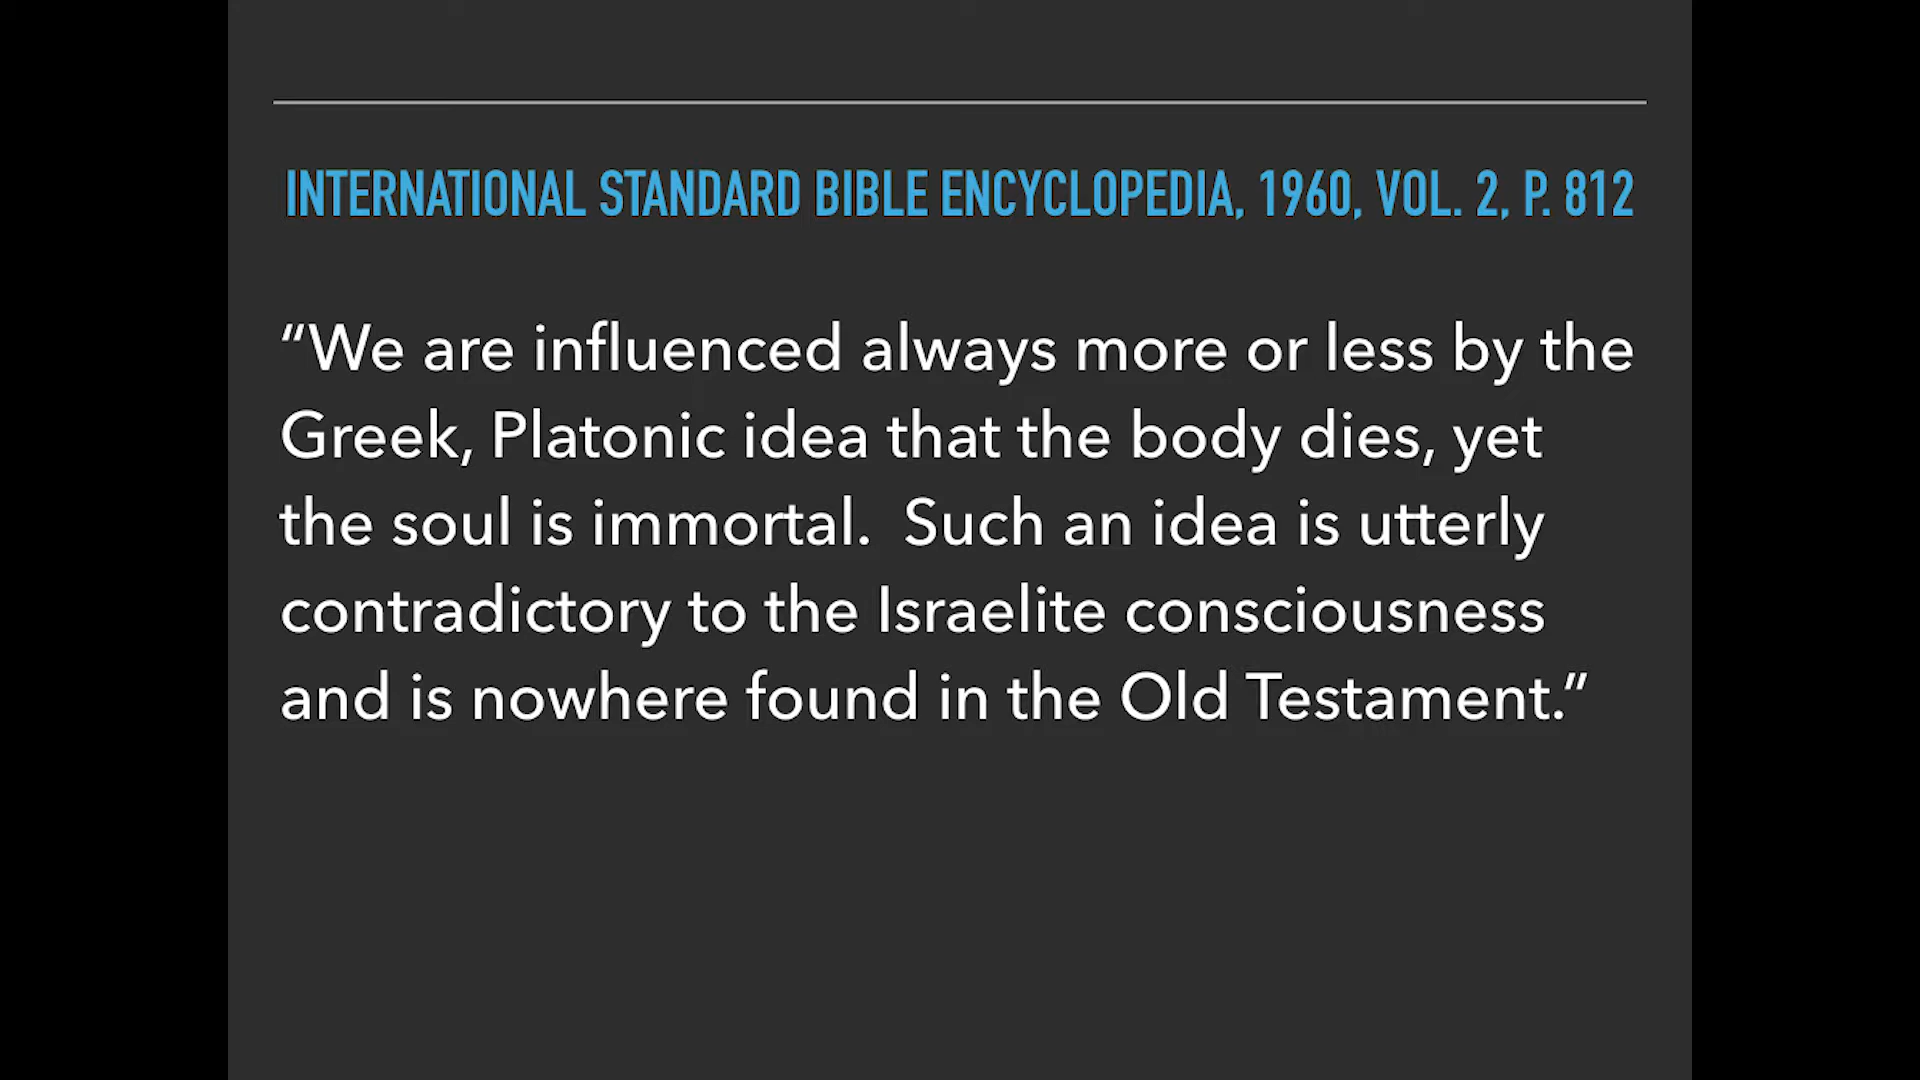 INTERNATIONAL STANDARD BIBLE ENCYCLOPEDIA, 1960, VOL. 2, P. 812
“We are influenced always more or less by the
Greek, Platonic idea that the body dies, yet
the soul is immortal.  Such an idea is utterly
contradictory to the Israelite consciousness
and is nowhere found in the Old Testament.”